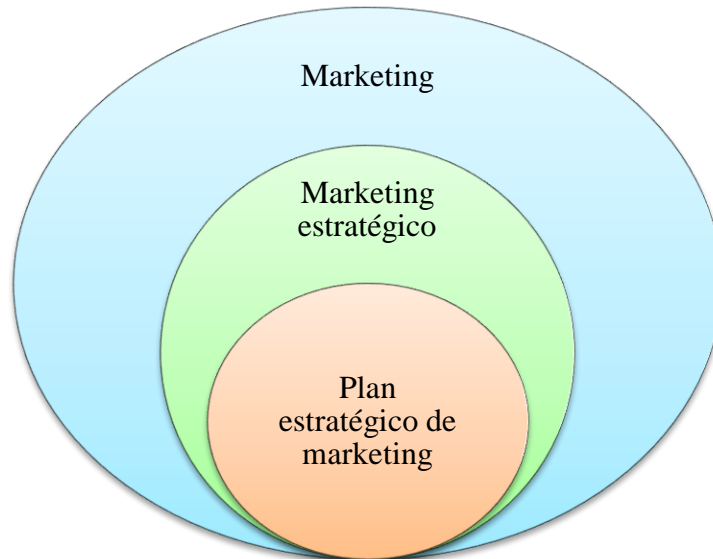 Marketing
Marketing
estratégico
Plan
estratégico de
marketing